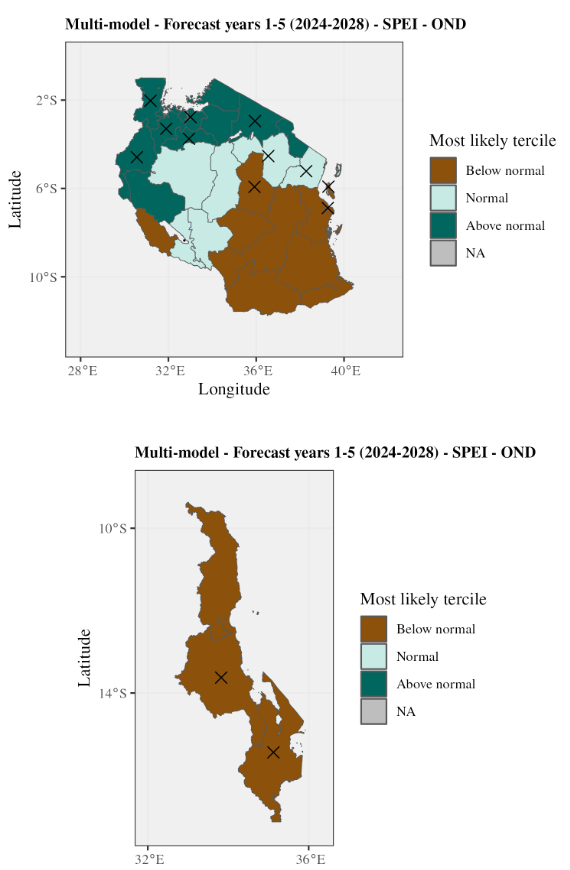 Multi-model - Forecast years 1-5 (2024-2028) - SPEI - OND
2°S
6°S
10°S
Latitude
28°E 32°E 36°E 40°E
Longitude
Most likely tercile
Below normal
Normal
Above normal
NA
Multi-model - Forecast years 1-5 (2024-2028) - SPEI - OND
10°S
14°S
Latitude
32°E 36°E
Most likely tercile
Below normal
Normal
Above normal
NA